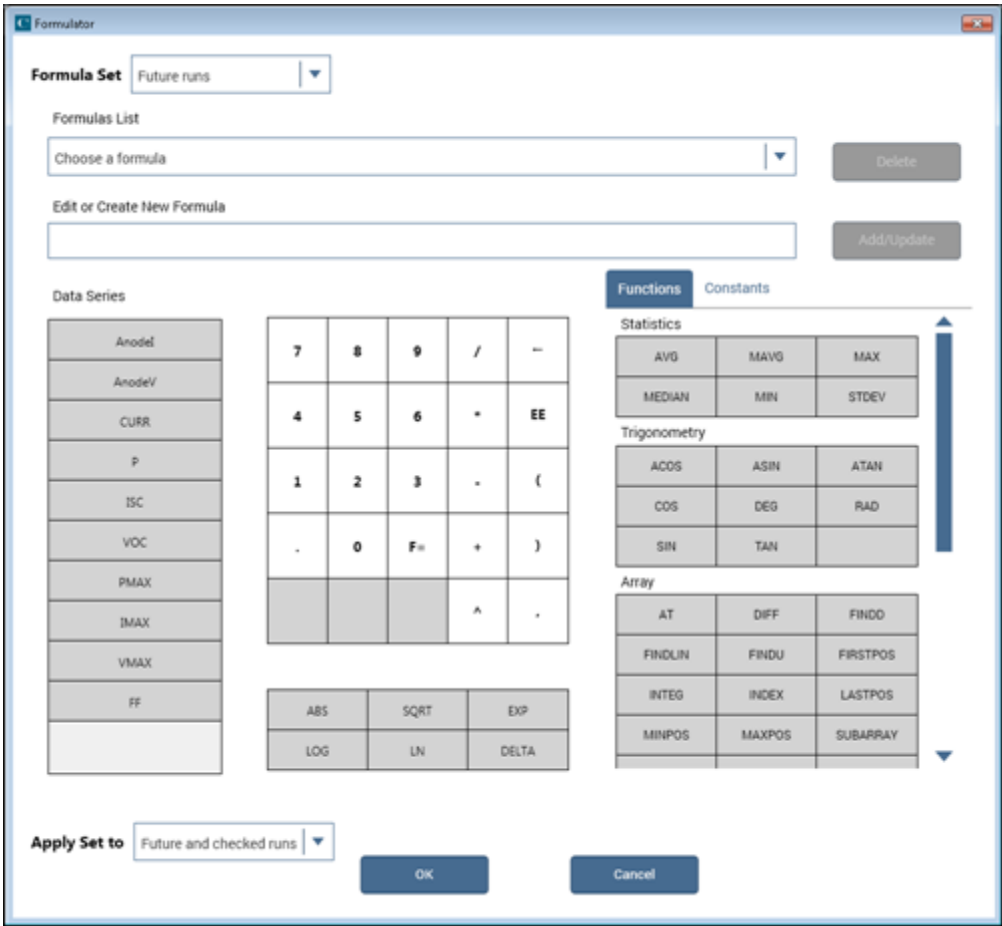 Formulator
Formula Set Future runs
Formulas List
Choose a formula
Delete
Edit or Create New Formula
Add/Update
Functions Constants
Data Series
AnodeI
AnodeV
CURR
P
ISC
VOC
PMAX
IMAX
VMAX
FF
7 8 9 / ←
4 5 6 * EE
1 2 3 - (
. 0 F= + )
^ ,
ABS SQRT EXP
LOG LN DELTA
Statistics
AVG MAVG MAX
MEDIAN MIN STDEV
Trigonometry
ACOS ASIN ATAN
COS DEG RAD
SIN TAN
Array
AT DIFF FINDD
FINDLIN FINDU FIRSTPOS
INTEG INDEX LASTPOS
MINPOS MAXPOS SUBARRAY
Apply Set to Future and checked runs
OK Cancel